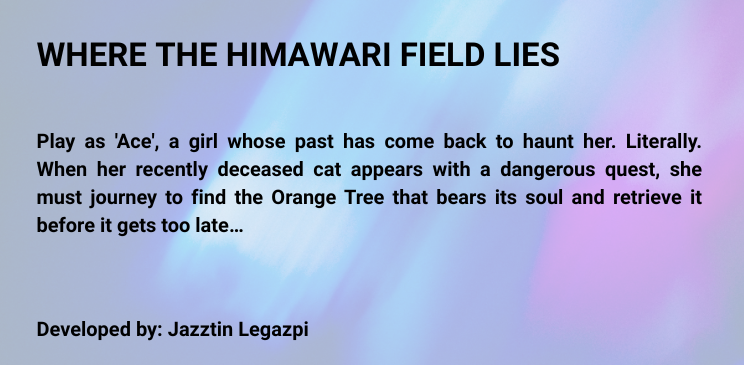 WHERE THE HIMAWARI FIELD LIES
Play as 'Ace', a girl whose past has come back to haunt her. Literally.
When her recently deceased cat appears with a dangerous quest, she
must journey to find the Orange Tree that bears its soul and retrieve it
before it gets too late…
Developed by: Jazztin Legazpi